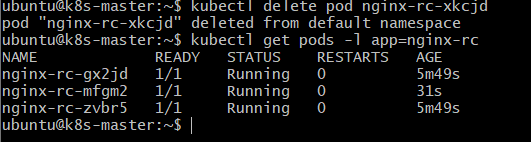 ubuntu@k8s-master:~$ kubectl delete pod nginx-rc-xkcjd
pod "nginx-rc-xkcjd" deleted from default namespace
ubuntu@k8s-master:~$ kubectl get pods -l app=nginx-rc
NAME READY STATUS RESTARTS AGE
nginx-rc-gx2jd 1/1 Running 0 5m49s
nginx-rc-mfgm2 1/1 Running 0 31s
nginx-rc-zvbr5 1/1 Running 0 5m49s
ubuntu@k8s-master:~$